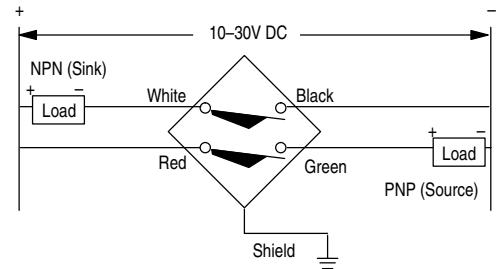 + −
10–30V DC
NPN (Sink)
+ −
Load
White Black
Red Green
+ −
Load
PNP (Source)
Shield